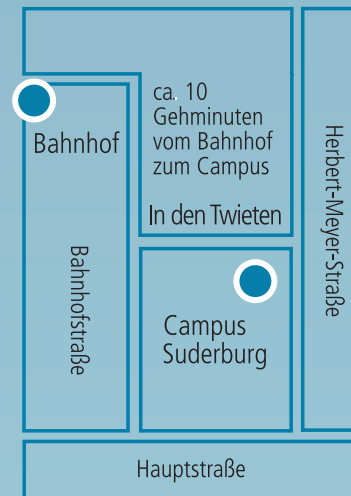 ca. 10
Gehminuten
vom Bahnhof
zum Campus
Bahnhof
In den Twieten
Herbert-Meyer-Straße
Bahnhofstraße
Campus
Suderburg
Hauptstraße